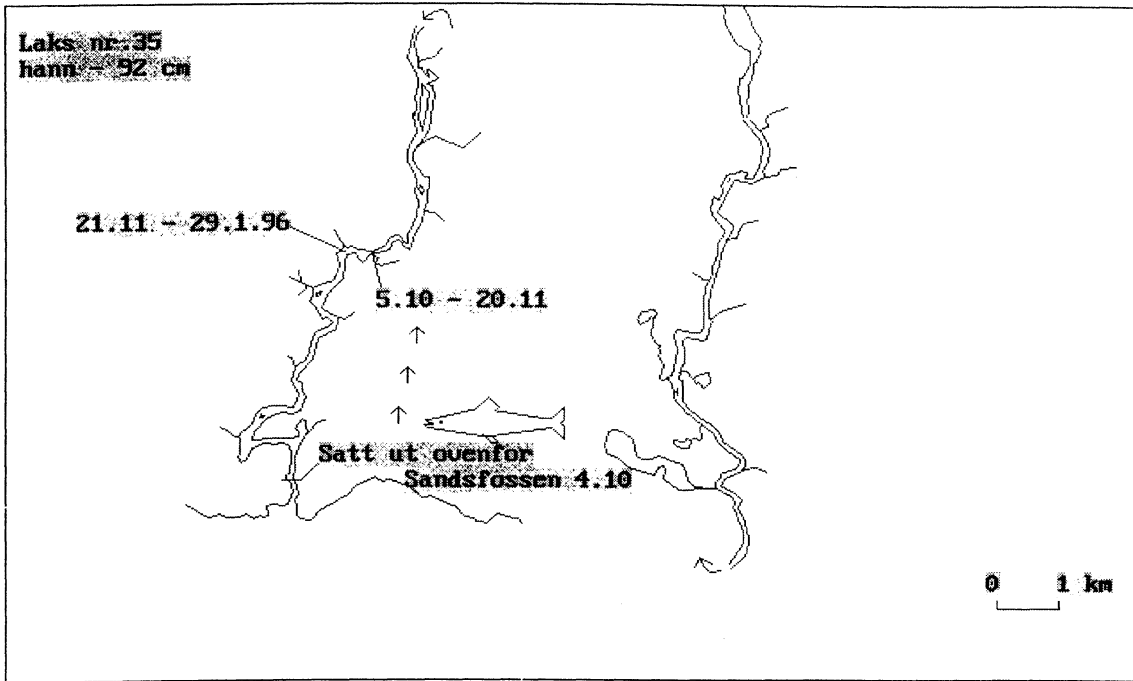 Laks nr.35
hann - 92 cm
21.11 - 29.1.96
5.10 - 20.11
Satt ut ovenfor
Sandsfossen 4.10
0 1 km